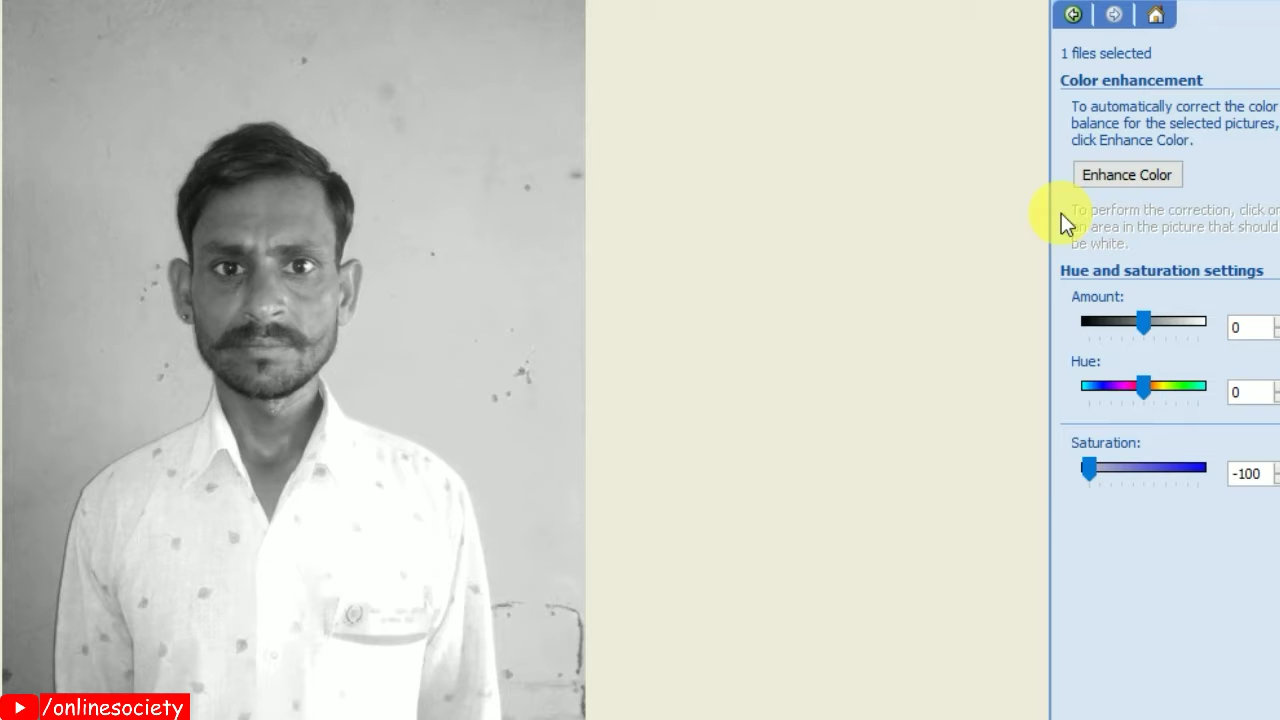 1 files selected
Color enhancement
To automatically correct the color
balance for the selected pictures,
click Enhance Color.
Enhance Color
To perform the correction, click on
an area in the picture that should
be white.
Hue and saturation settings
Amount:
0
Hue:
0
Saturation:
-100
/onlinesociety